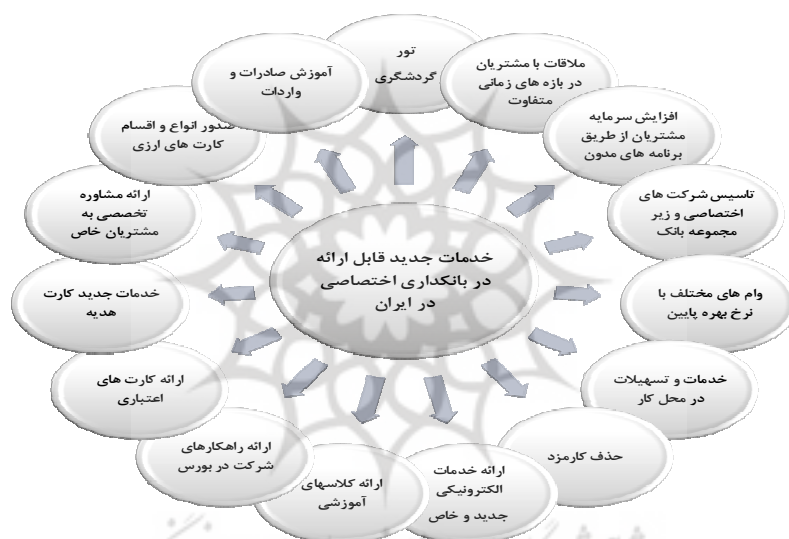 تور
گردشگری
ملاقات با مشتریان
در بازه های زمانی
متفاوت
افزایش سرمایه
مشتریان از طریق
برنامه های مدون
تاسیس شرکت های
اختصاصی و زیر
مجموعه بانک
وام های مختلف با
نرخ بهره پایین
خدمات و تسهیلات
در محل کار
حذف کارمزد
ارائه خدمات
الکترونیکی
جدید و خاص
ارائه کلاسهای
آموزشی
ارائه راهکارهای
شرکت در بورس
ارائه کارت های
اعتباری
خدمات جدید کارت
هدیه
ارائه مشاوره
تخصصی به
مشتریان خاص
صدور انواع و اقسام
کارت های ارزی
آموزش صادرات و
واردات
خدمات جدید قابل ارائه
در بانکداری اختصاصی
در ایران